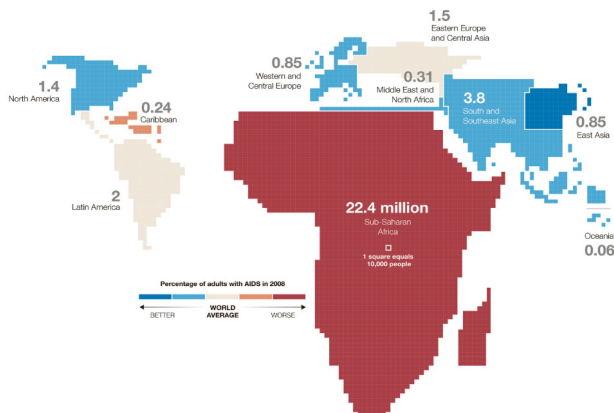 1.5
Eastern Europe
and Central Asia
0.85
Western and
Central Europe
0.31
Middle East and
North Africa
1.4
North America
0.24
Caribbean
3.8
South and
Southeast Asia
0.85
East Asia
2
Latin America
22.4 million
Sub-Saharan
Africa
1 square equals
10,000 people
Oceania
0.06
Percentage of adults with AIDS in 2008
BETTER
WORLD
AVERAGE
WORSE